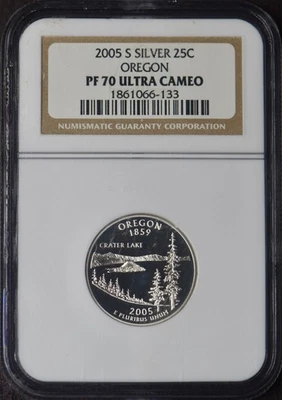 2005 S SILVER 25C
OREGON
PF 70 ULTRA CAMEO
1861066-133
NUMISMATIC GUARANTY CORPORATION
OREGON
1859
CRATER LAKE
2005
E PLURIBUS UNUM